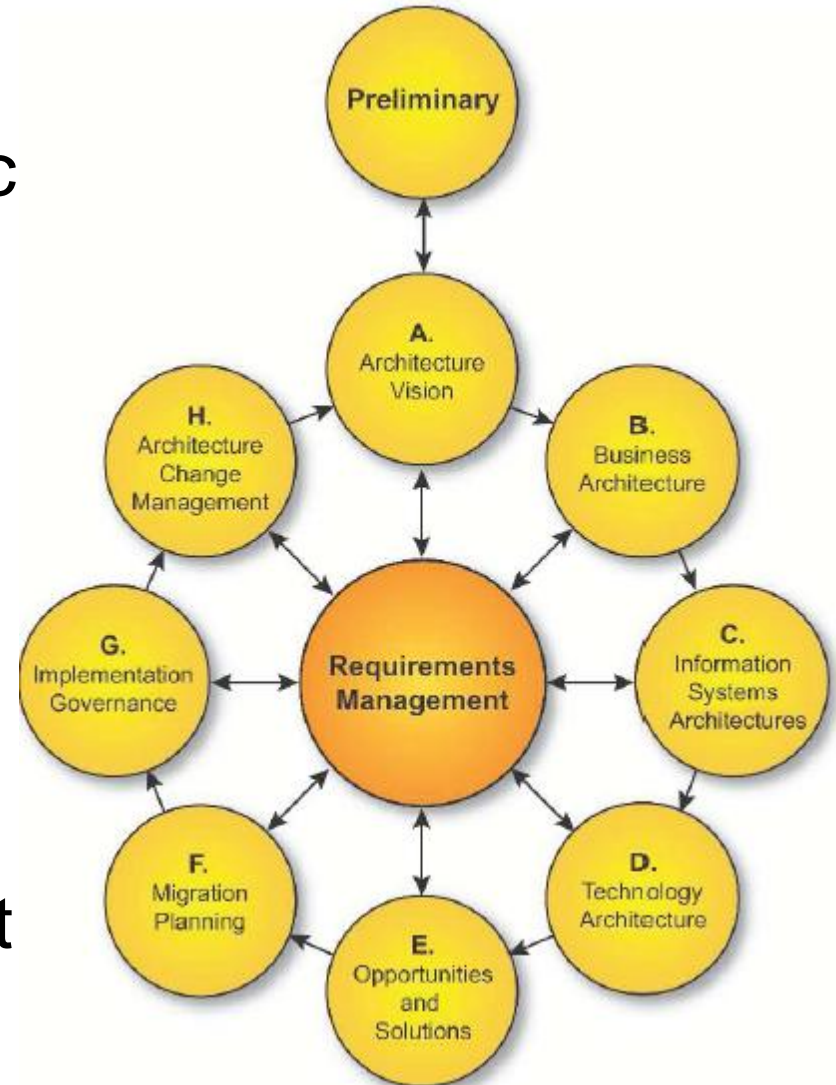 Preliminary
c
A.
Architecture
Vision
H.
Architecture
Change
Management
B.
Business
Architecture
G.
Implementation
Governance
Requirements
Management
C.
Information
Systems
Architectures
F.
Migration
Planning
D.
Technology
Architecture
t
E.
Opportunities
and
Solutions